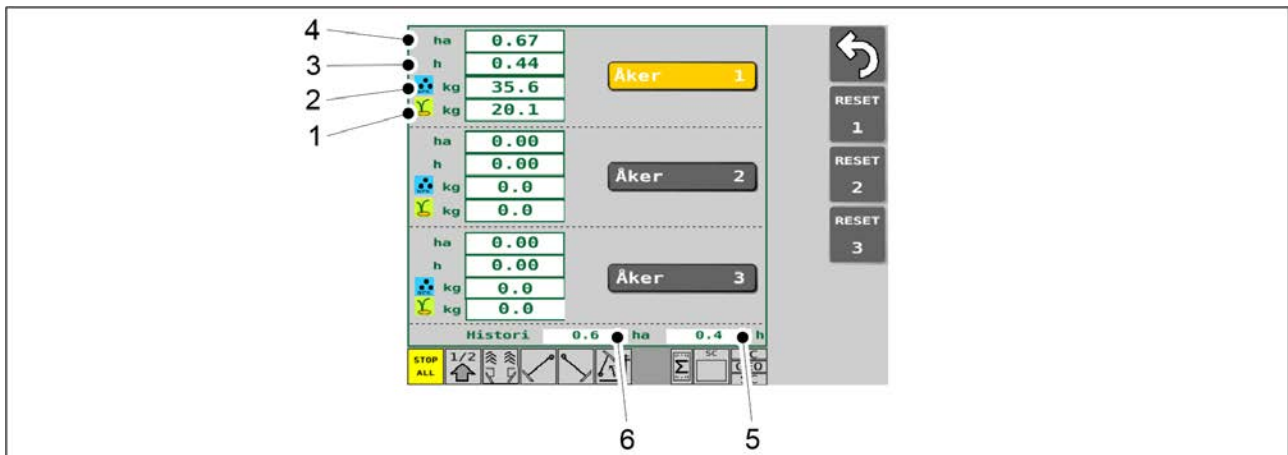 4
3
2
1
ha 0.67
h 0.44
kg 35.6
kg 20.1
Åker 1
ha 0.00
h 0.00
kg 0.0
kg 0.0
Åker 2
ha 0.00
h 0.00
kg 0.0
kg 0.0
Åker 3
Histori 0.6 ha 0.4 h
RESET
1
RESET
2
RESET
3
STOP
ALL
1/2
Σ
SC
6
5